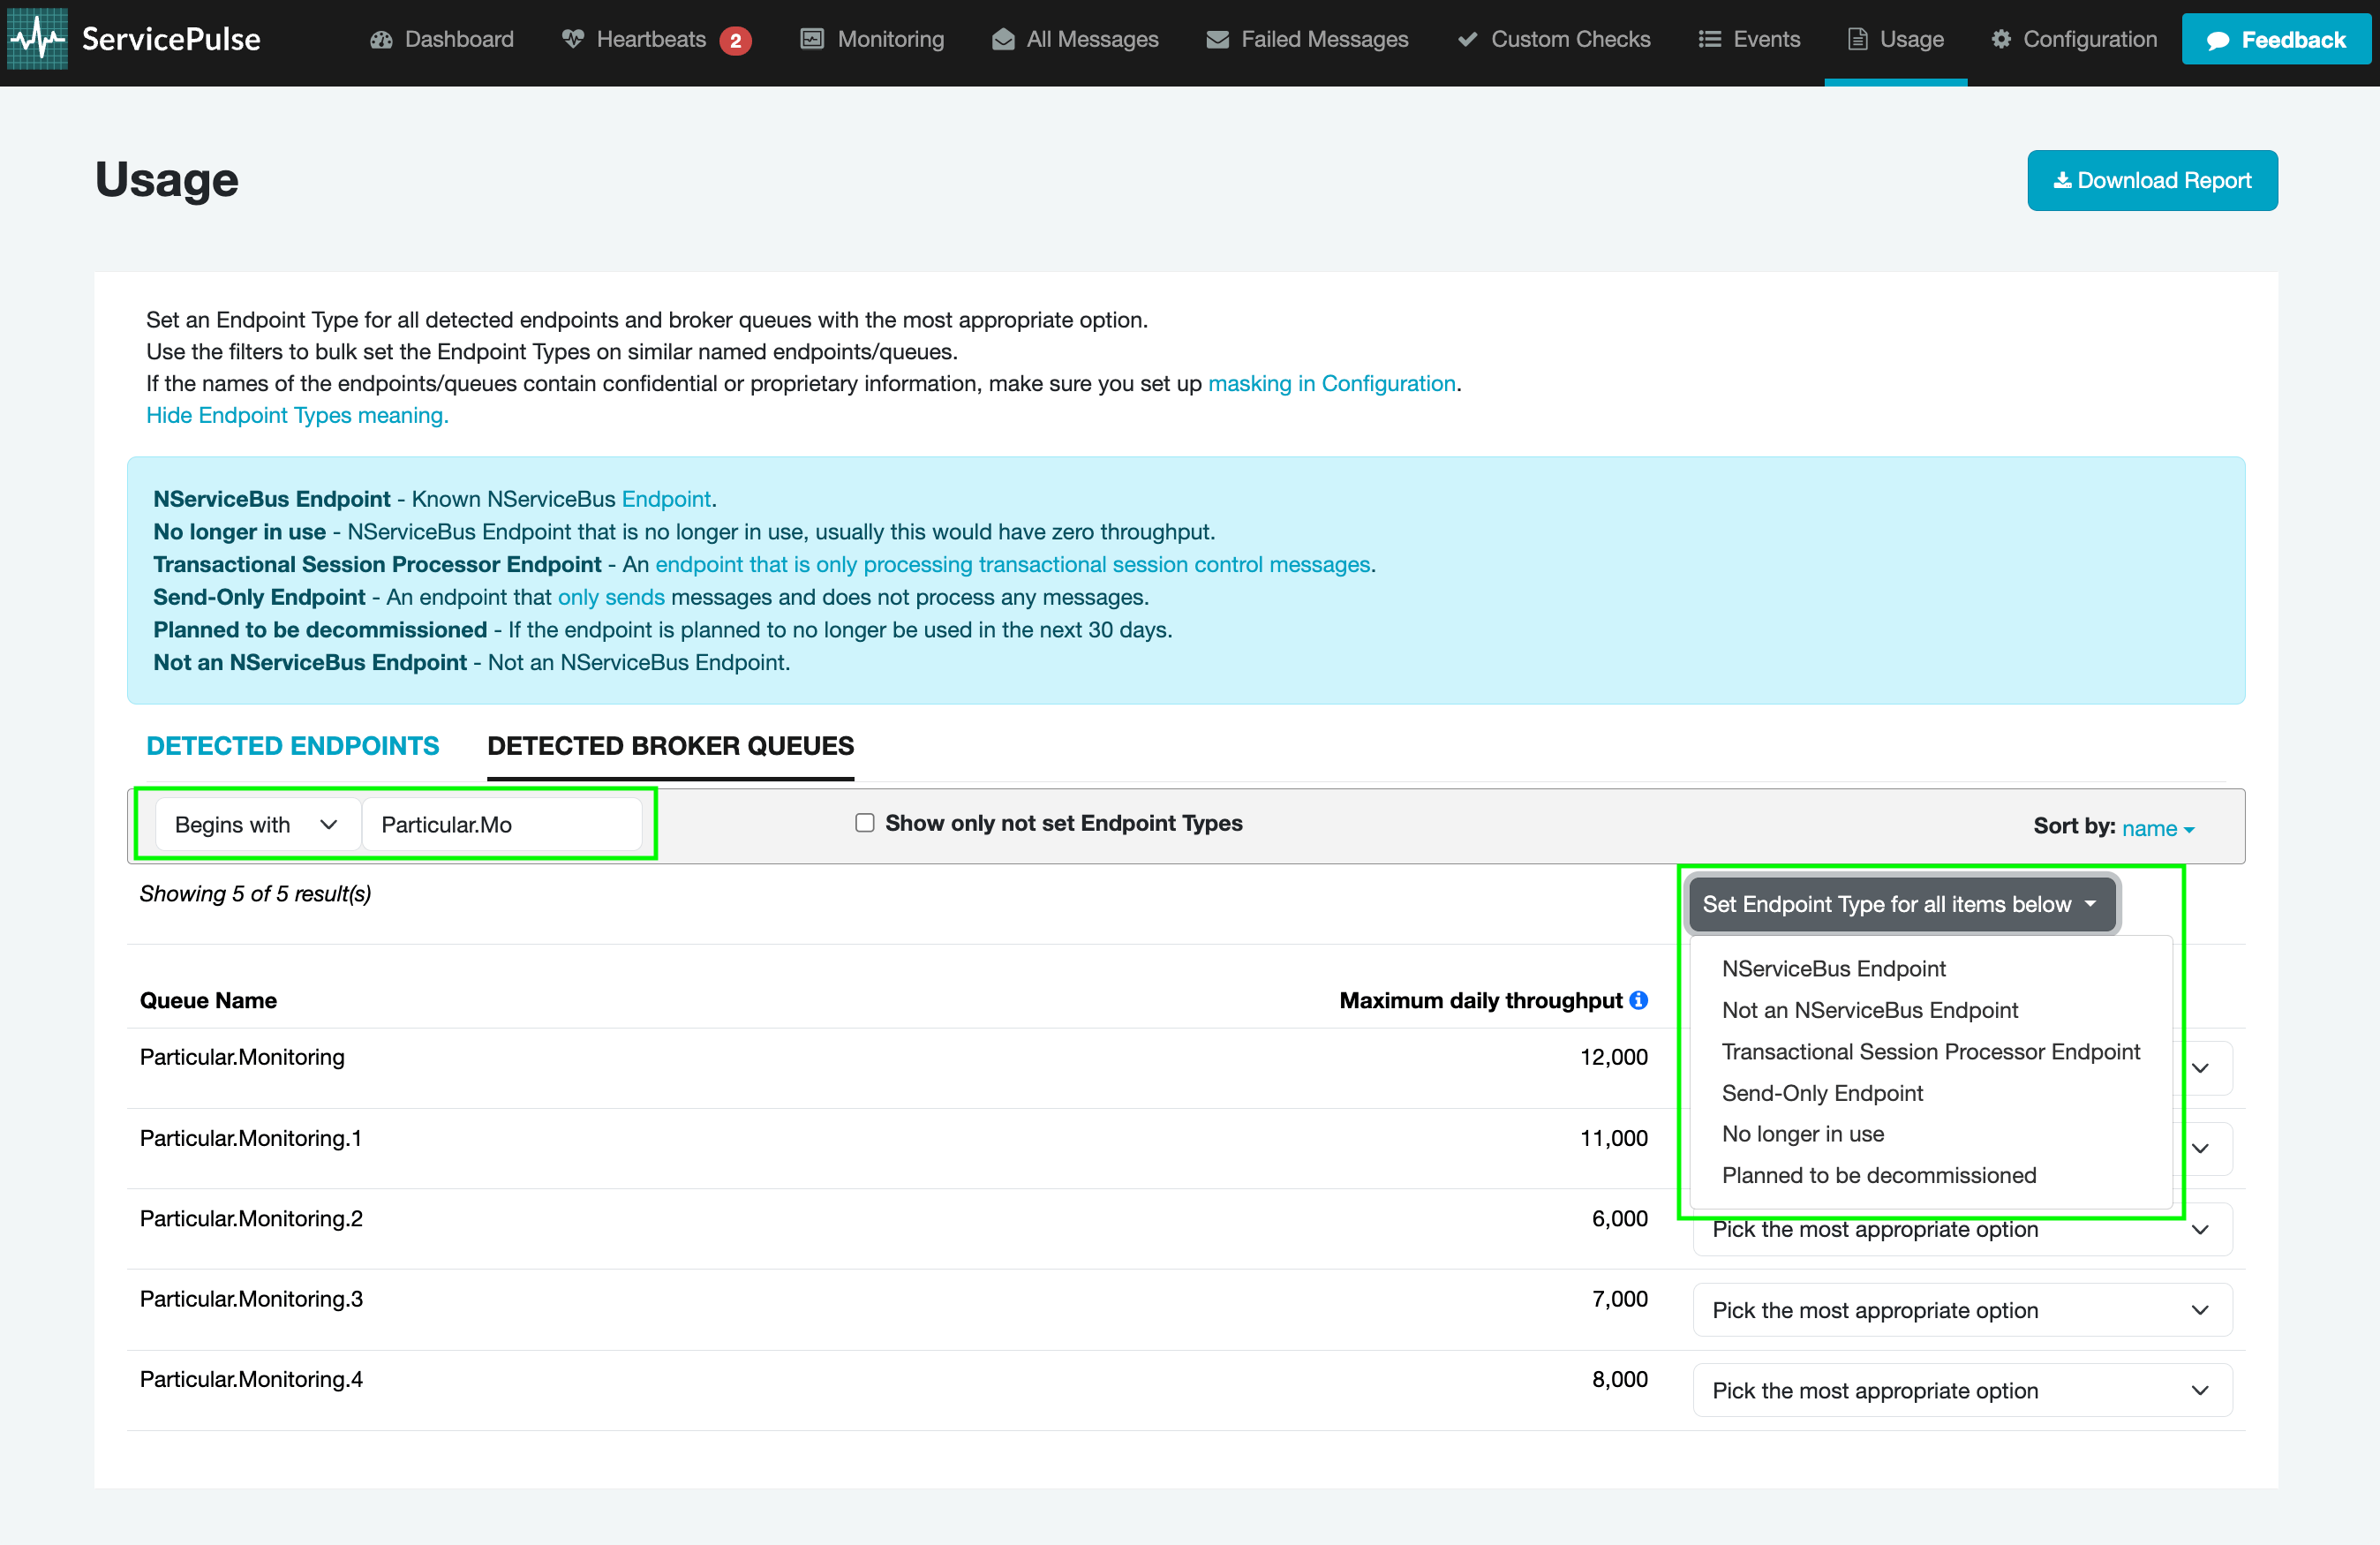 ServicePulse
Dashboard
Heartbeats 2
Monitoring
All Messages
Failed Messages
Custom Checks
Events
Usage
Configuration
Feedback
Usage
Download Report
Set an Endpoint Type for all detected endpoints and broker queues with the most appropriate option.
Use the filters to bulk set the Endpoint Types on similar named endpoints/queues.
If the names of the endpoints/queues contain confidential or proprietary information, make sure you set up masking in Configuration.
Hide Endpoint Types meaning.
NServiceBus Endpoint - Known NServiceBus Endpoint.
No longer in use - NServiceBus Endpoint that is no longer in use, usually this would have zero throughput.
Transactional Session Processor Endpoint - An endpoint that is only processing transactional session control messages.
Send-Only Endpoint - An endpoint that only sends messages and does not process any messages.
Planned to be decommissioned - If the endpoint is planned to no longer be used in the next 30 days.
Not an NServiceBus Endpoint - Not an NServiceBus Endpoint.
DETECTED ENDPOINTS
DETECTED BROKER QUEUES
Begins with
Particular.Mo
Show only not set Endpoint Types
Sort by: name
Showing 5 of 5 result(s)
Set Endpoint Type for all items below
NServiceBus Endpoint
Not an NServiceBus Endpoint
Transactional Session Processor Endpoint
Send-Only Endpoint
No longer in use
Planned to be decommissioned
Queue Name
Maximum daily throughput
Particular.Monitoring
12,000
Particular.Monitoring.1
11,000
Particular.Monitoring.2
6,000
Pick the most appropriate option
Particular.Monitoring.3
7,000
Pick the most appropriate option
Particular.Monitoring.4
8,000
Pick the most appropriate option